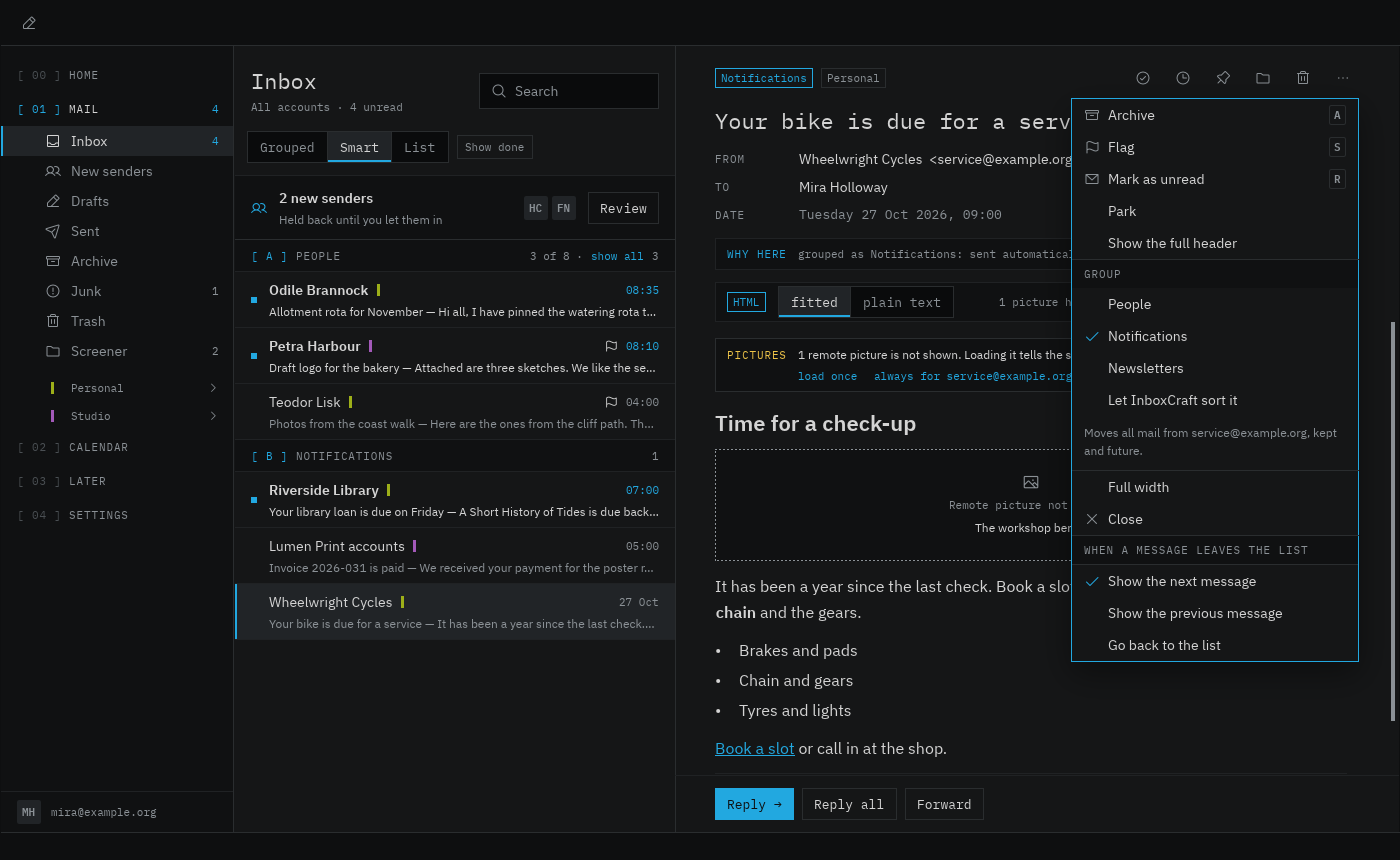 [ 00 ] HOME
[ 01 ] MAIL 4
Inbox 4
New senders
Drafts
Sent
Archive
Junk 1
Trash
Screener 2
Personal
Studio
[ 02 ] CALENDAR
[ 03 ] LATER
[ 04 ] SETTINGS
MH mira@example.org
Inbox
All accounts · 4 unread
Search
Grouped Smart List Show done
2 new senders
Held back until you let them in
HC FN Review
[ A ] PEOPLE 3 of 8 · show all 3
Odile Brannock 08:35
Allotment rota for November — Hi all, I have pinned the watering rota t…
Petra Harbour 08:10
Draft logo for the bakery — Attached are three sketches. We like the se…
Teodor Lisk 04:00
Photos from the coast walk — Here are the ones from the cliff path. Th…
[ B ] NOTIFICATIONS 1
Riverside Library 07:00
Your library loan is due on Friday — A Short History of Tides is due back…
Lumen Print accounts 05:00
Invoice 2026-031 is paid — We received your payment for the poster r…
Wheelwright Cycles 27 Oct
Your bike is due for a service — It has been a year since the last check.…
Notifications Personal
Your bike is due for a serv
FROM Wheelwright Cycles <service@example.org
TO Mira Holloway
DATE Tuesday 27 Oct 2026, 09:00
WHY HERE grouped as Notifications: sent automatical
HTML fitted plain text 1 picture h
PICTURES 1 remote picture is not shown. Loading it tells the s
load once always for service@example.org
Time for a check-up
Remote picture not
The workshop ben
It has been a year since the last check. Book a slo
chain and the gears.
• Brakes and pads
• Chain and gears
• Tyres and lights
Book a slot or call in at the shop.
Reply → Reply all Forward
Archive A
Flag S
Mark as unread R
Park
Show the full header
GROUP
People
Notifications
Newsletters
Let InboxCraft sort it
Moves all mail from service@example.org, kept
and future.
Full width
Close
WHEN A MESSAGE LEAVES THE LIST
Show the next message
Show the previous message
Go back to the list